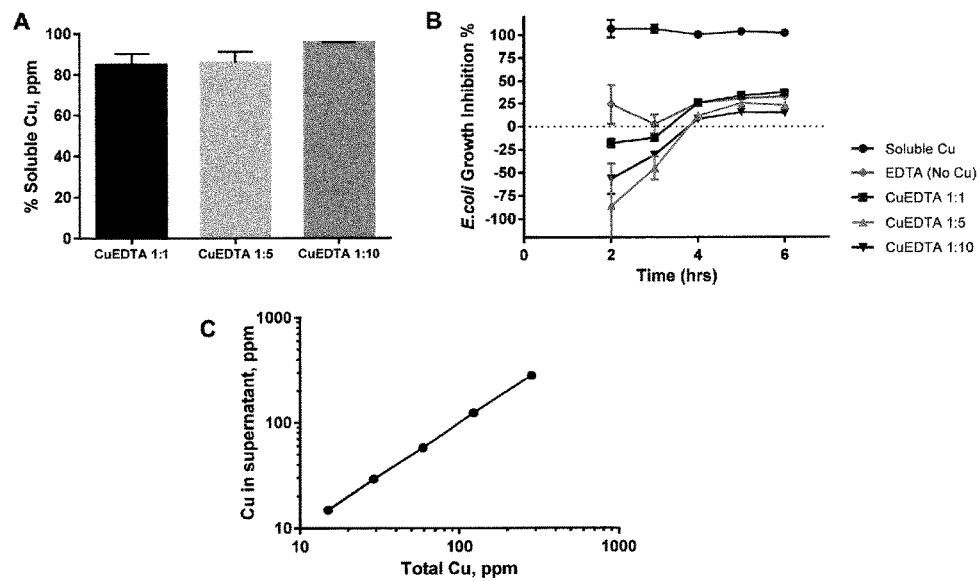 A
% Soluble Cu, ppm
100
80
60
40
20
0
CuEDTA 1:1
CuEDTA 1:5
CuEDTA 1:10
B
E.coli Growth Inhibition %
100
75
50
25
0
-25
-50
-75
-100
0
2
4
6
Time (hrs)
Soluble Cu
EDTA (No Cu)
CuEDTA 1:1
CuEDTA 1:5
CuEDTA 1:10
C
Cu in supernatant, ppm
1000
100
10
10
100
1000
Total Cu, ppm